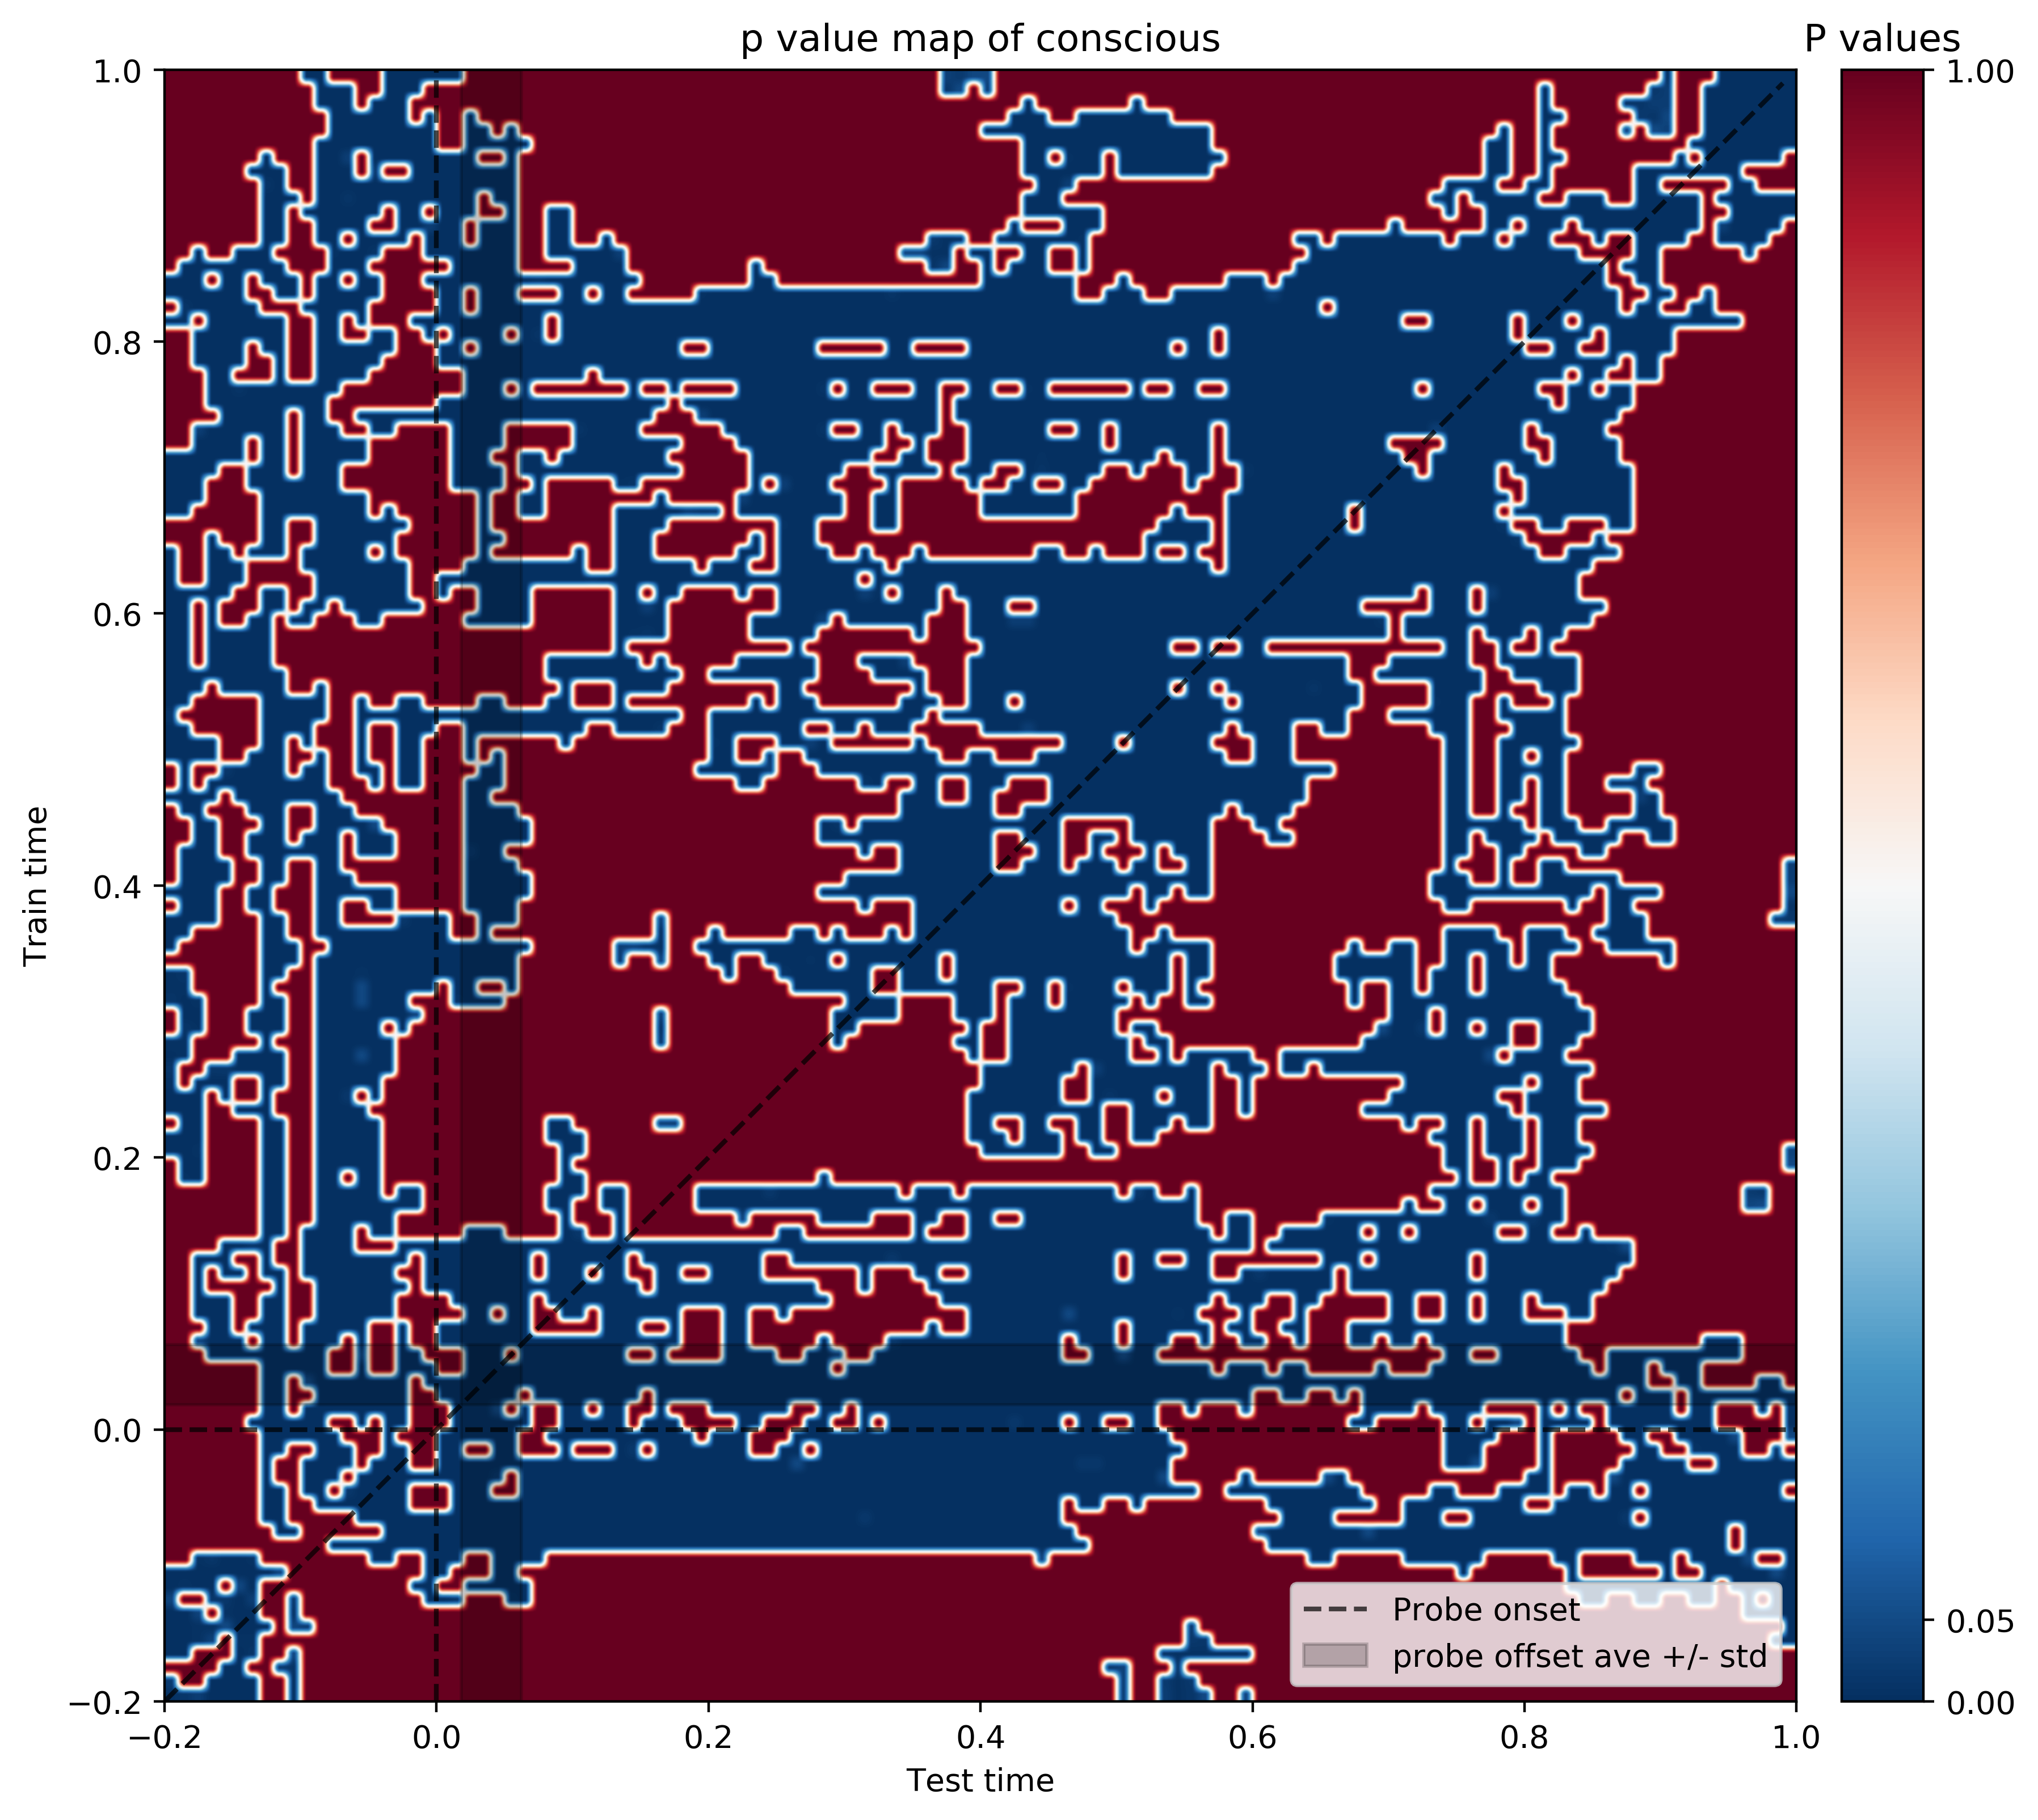 p value map of conscious
P values
1.0
0.8
0.6
0.4
0.2
0.0
−0.2
Train time
−0.2
0.0
0.2
0.4
0.6
0.8
1.0
Test time
Probe onset
probe offset ave +/- std
1.00
0.05
0.00